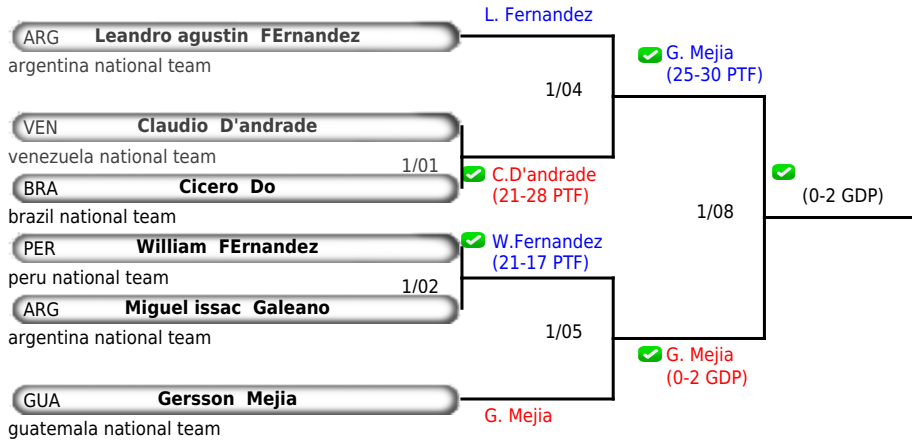 L. Fernandez
ARG Leandro agustin FErnandez
argentina national team
G. Mejia
(25-30 PTF)
1/04
VEN Claudio D'andrade
venezuela national team
1/01
C.D'andrade
(21-28 PTF)
BRA Cicero Do
brazil national team
(0-2 GDP)
1/08
PER William FErnandez
peru national team
W.Fernandez
(21-17 PTF)
1/02
ARG Miguel issac Galeano
argentina national team
1/05
G. Mejia
(0-2 GDP)
GUA Gersson Mejia
guatemala national team
G. Mejia